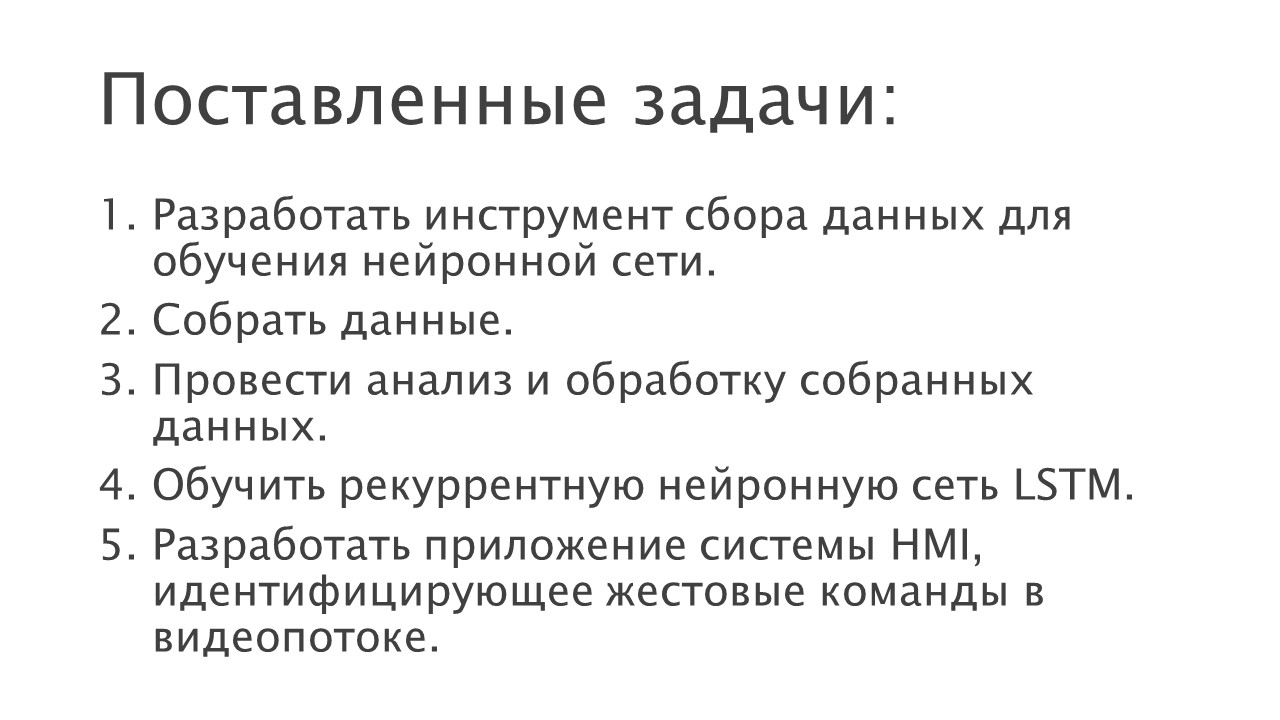 Поставленные задачи:
1. Разработать инструмент сбора данных для
обучения нейронной сети.
2. Собрать данные.
3. Провести анализ и обработку собранных
данных.
4. Обучить рекуррентную нейронную сеть LSTM.
5. Разработать приложение системы HMI,
идентифицирующее жестовые команды в
видеопотоке.